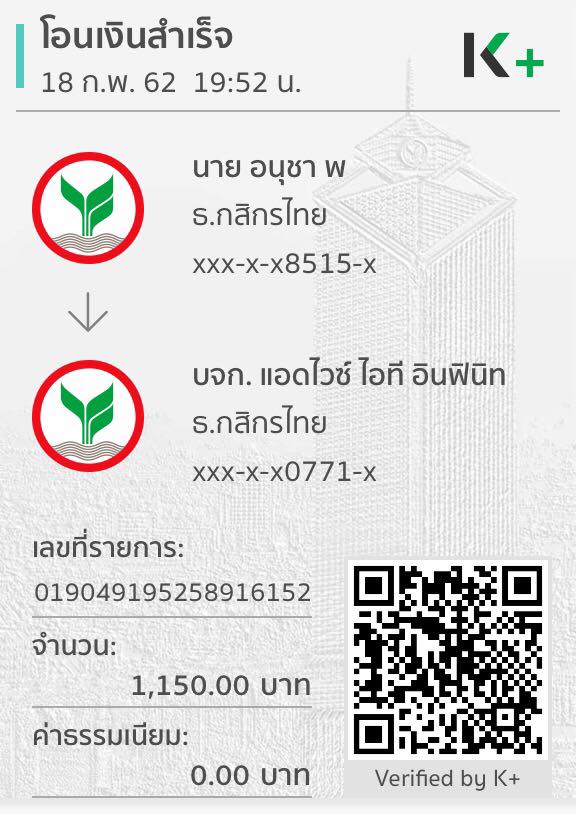 โอนเงินสำเร็จ
18 ก.พ. 62 19:52 น.
K+
นาย อนุชา พ
ธ.กสิกรไทย
xxx-x-x8515-x
บจก. แอดไวซ์ ไอที อินฟินิท
ธ.กสิกรไทย
xxx-x-x0771-x
เลขที่รายการ:
019049195258916152
จำนวน:
1,150.00 บาท
ค่าธรรมเนียม:
0.00 บาท
Verified by K+